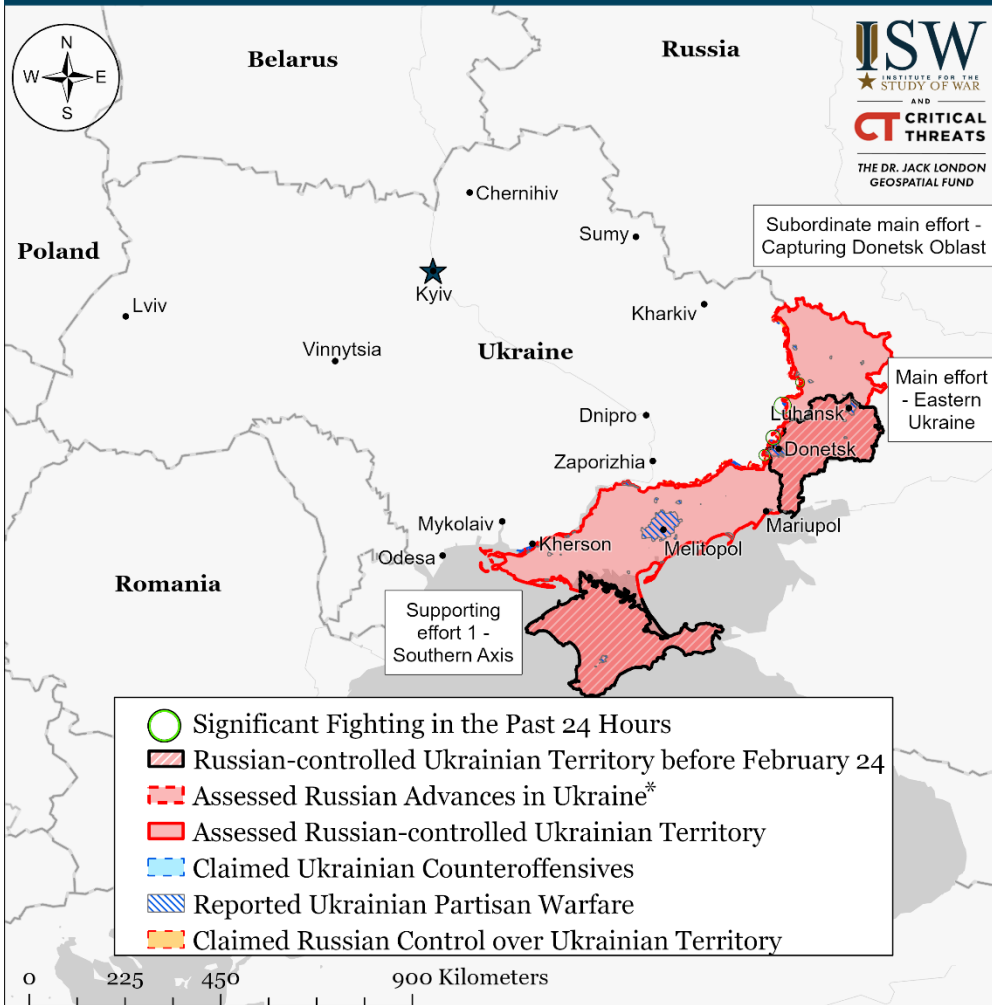 N
W
E
S
Belarus
Russia
ISW
INSTITUTE FOR THE
STUDY OF WAR
AND
CT CRITICAL
THREATS
THE DR. JACK LONDON
GEOSPATIAL FUND
Chernihiv
Sumy
Subordinate main effort -
Capturing Donetsk Oblast
Poland
Kyiv
Lviv
Kharkiv
Vinnytsia
Ukraine
Main effort
- Eastern
Ukraine
Dnipro
Luhansk
Donetsk
Zaporizhia
Mykolaiv
Mariupol
Kherson
Melitopol
Odesa
Romania
Supporting
effort 1 -
Southern Axis
Significant Fighting in the Past 24 Hours
Russian-controlled Ukrainian Territory before February 24
Assessed Russian Advances in Ukraine*
Assessed Russian-controlled Ukrainian Territory
Claimed Ukrainian Counteroffensives
Reported Ukrainian Partisan Warfare
Claimed Russian Control over Ukrainian Territory
0 225 450 900 Kilometers